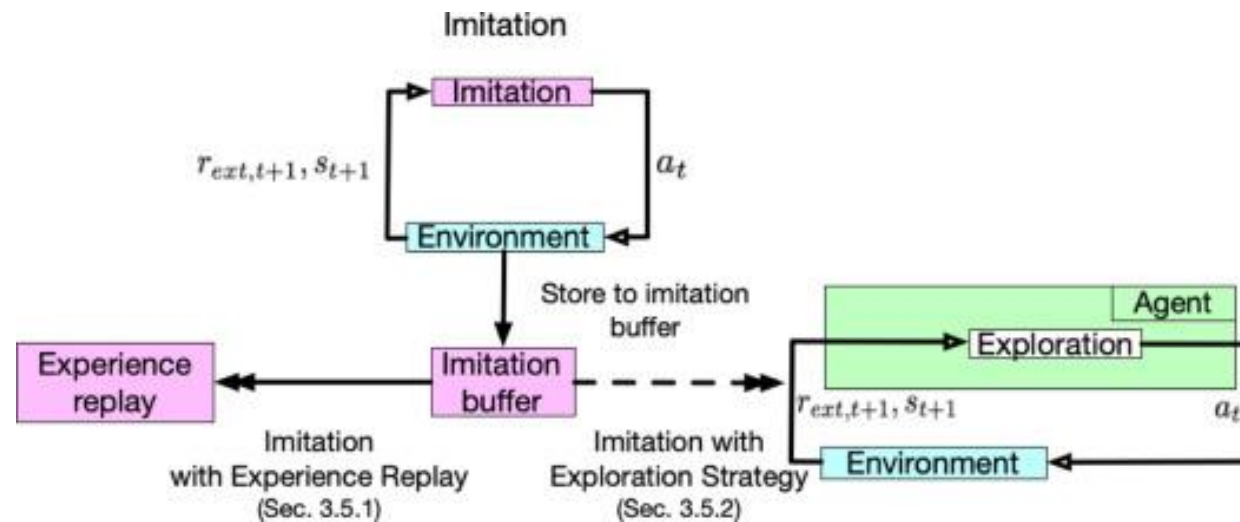 Imitation
Imitation
r_{ext,t+1}, s_{t+1}
a_t
Environment
Store to imitation
buffer
Agent
Exploration
Experience
replay
Imitation
buffer
r_{ext,t+1}, s_{t+1}
a_t
Imitation
with Experience Replay
(Sec. 3.5.1)
Imitation with
Exploration Strategy
(Sec. 3.5.2)
Environment